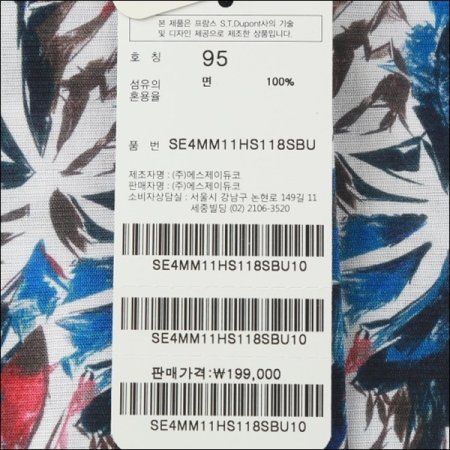 본 제품은 프랑스 S.T.Dupont사의 기술
및 디자인 제공으로 제조한 상품입니다.
호 칭 95
섬유의 면 100%
혼용율
품 번 SE4MM11HS118SBU
제조자명 : (주)에스제이듀코
판매자명 : (주)에스제이듀코
소비자상담실 : 서울시 강남구 논현로 149길 11
세중빌딩 (02) 2106-3520
SE4MM11HS118SBU10
SE4MM11HS118SBU10
판매가격:₩199,000
SE4MM11HS118SBU10